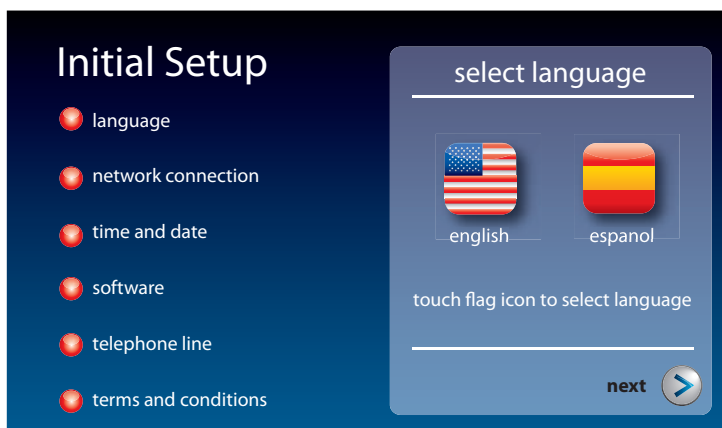 Initial Setup
language
network connection
time and date
software
telephone line
terms and conditions
select language
english
espanol
touch flag icon to select language
next